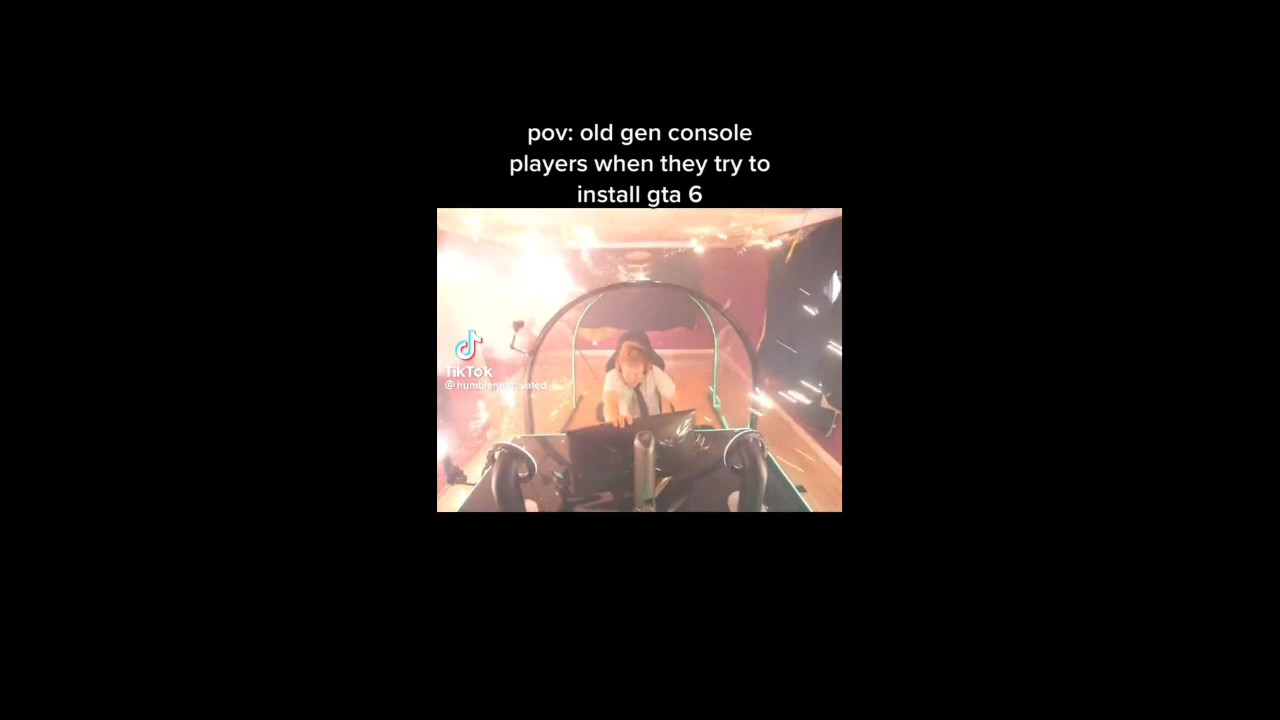 pov: old gen console
players when they try to
install gta 6
TikTok